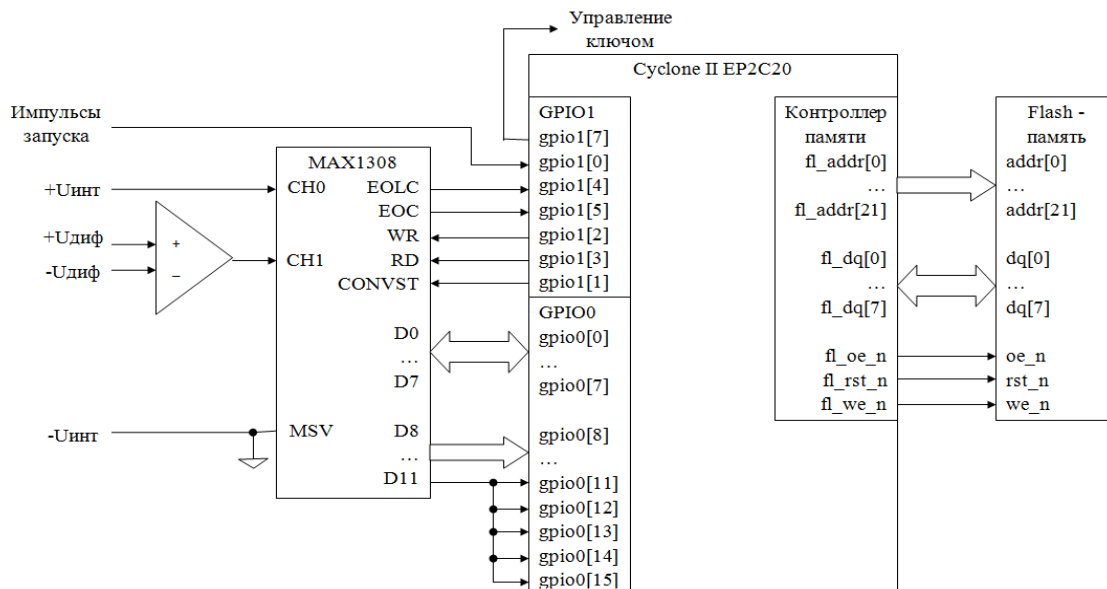 Управление
ключом
Cyclone II EP2C20
Импульсы
запуска
GPIO1
gpio1[7]
gpio1[0]
gpio1[4]
gpio1[5]
gpio1[2]
gpio1[3]
gpio1[1]
GPIO0
gpio0[0]
...
gpio0[7]
gpio0[8]
...
gpio0[11]
gpio0[12]
gpio0[13]
gpio0[14]
gpio0[15]
MAX1308
CH0
CH1
MSV
EOLC
EOC
WR
RD
CONVST
D0
...
D7
D8
...
D11
+Uинт
+Uдиф
-Uдиф
+
−
-Uинт
Контроллер
памяти
fl_addr[0]
...
fl_addr[21]
fl_dq[0]
...
fl_dq[7]
fl_oe_n
fl_rst_n
fl_we_n
Flash -
память
addr[0]
...
addr[21]
dq[0]
...
dq[7]
oe_n
rst_n
we_n